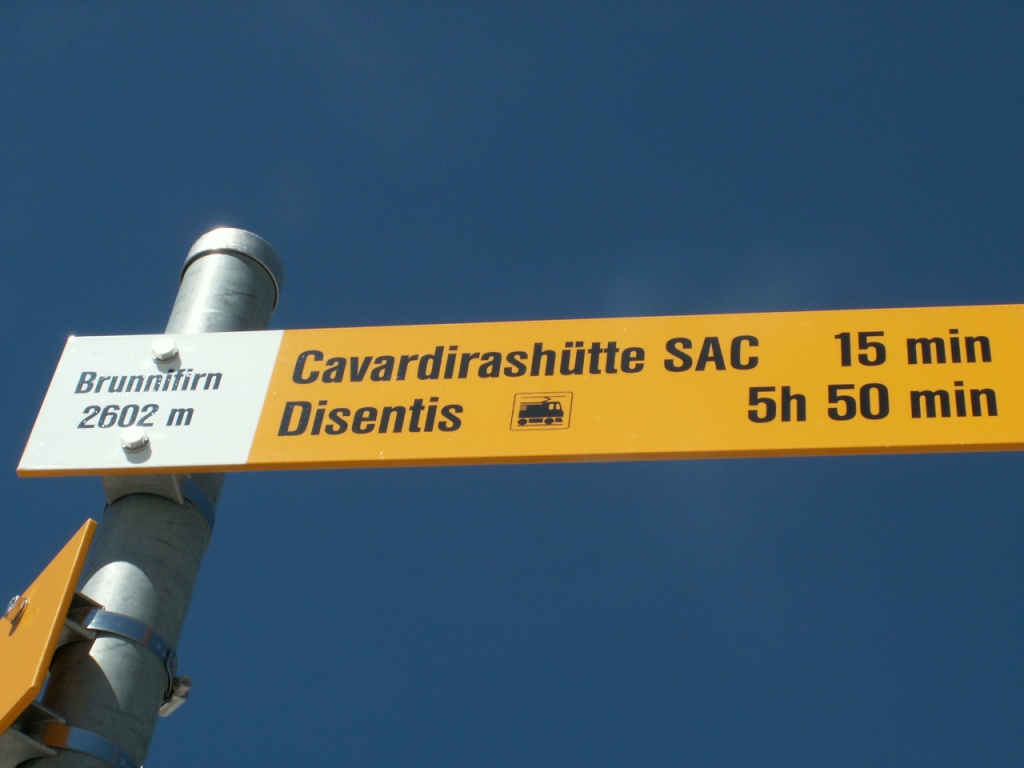 Brunnifirn
2602 m
Cavardirashütte SAC 15 min
Disentis 5h 50 min